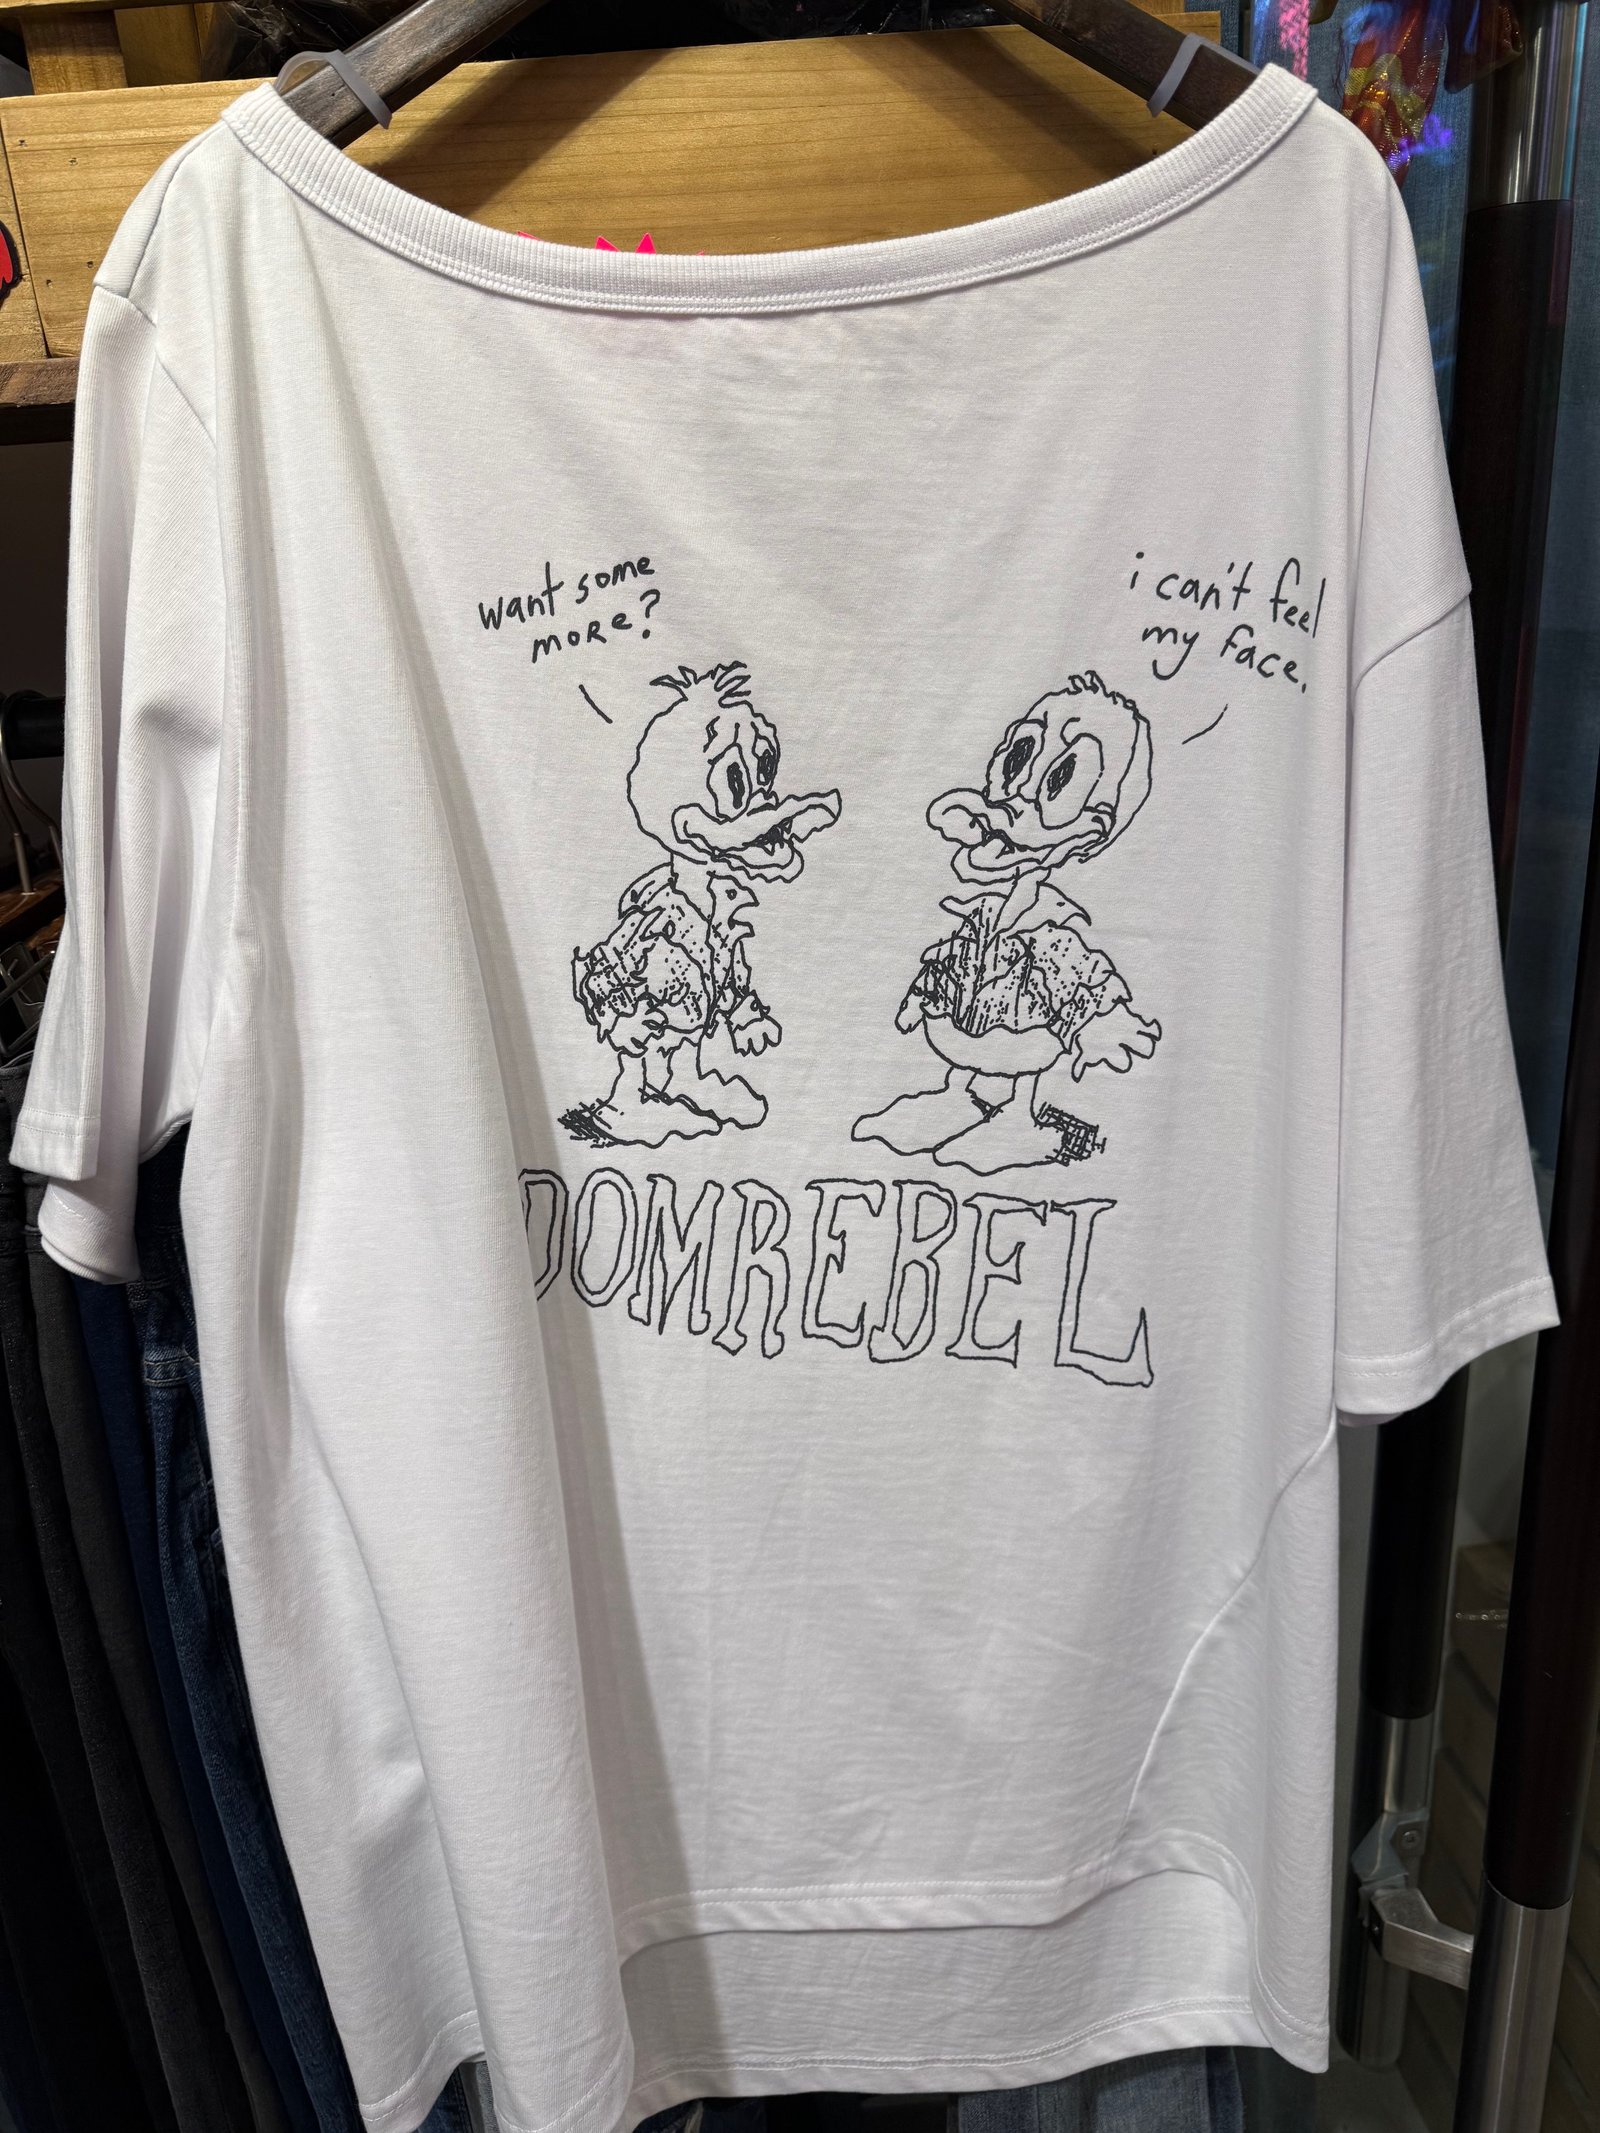 want some
more?
i can't feel
my face.
DOMREBEL